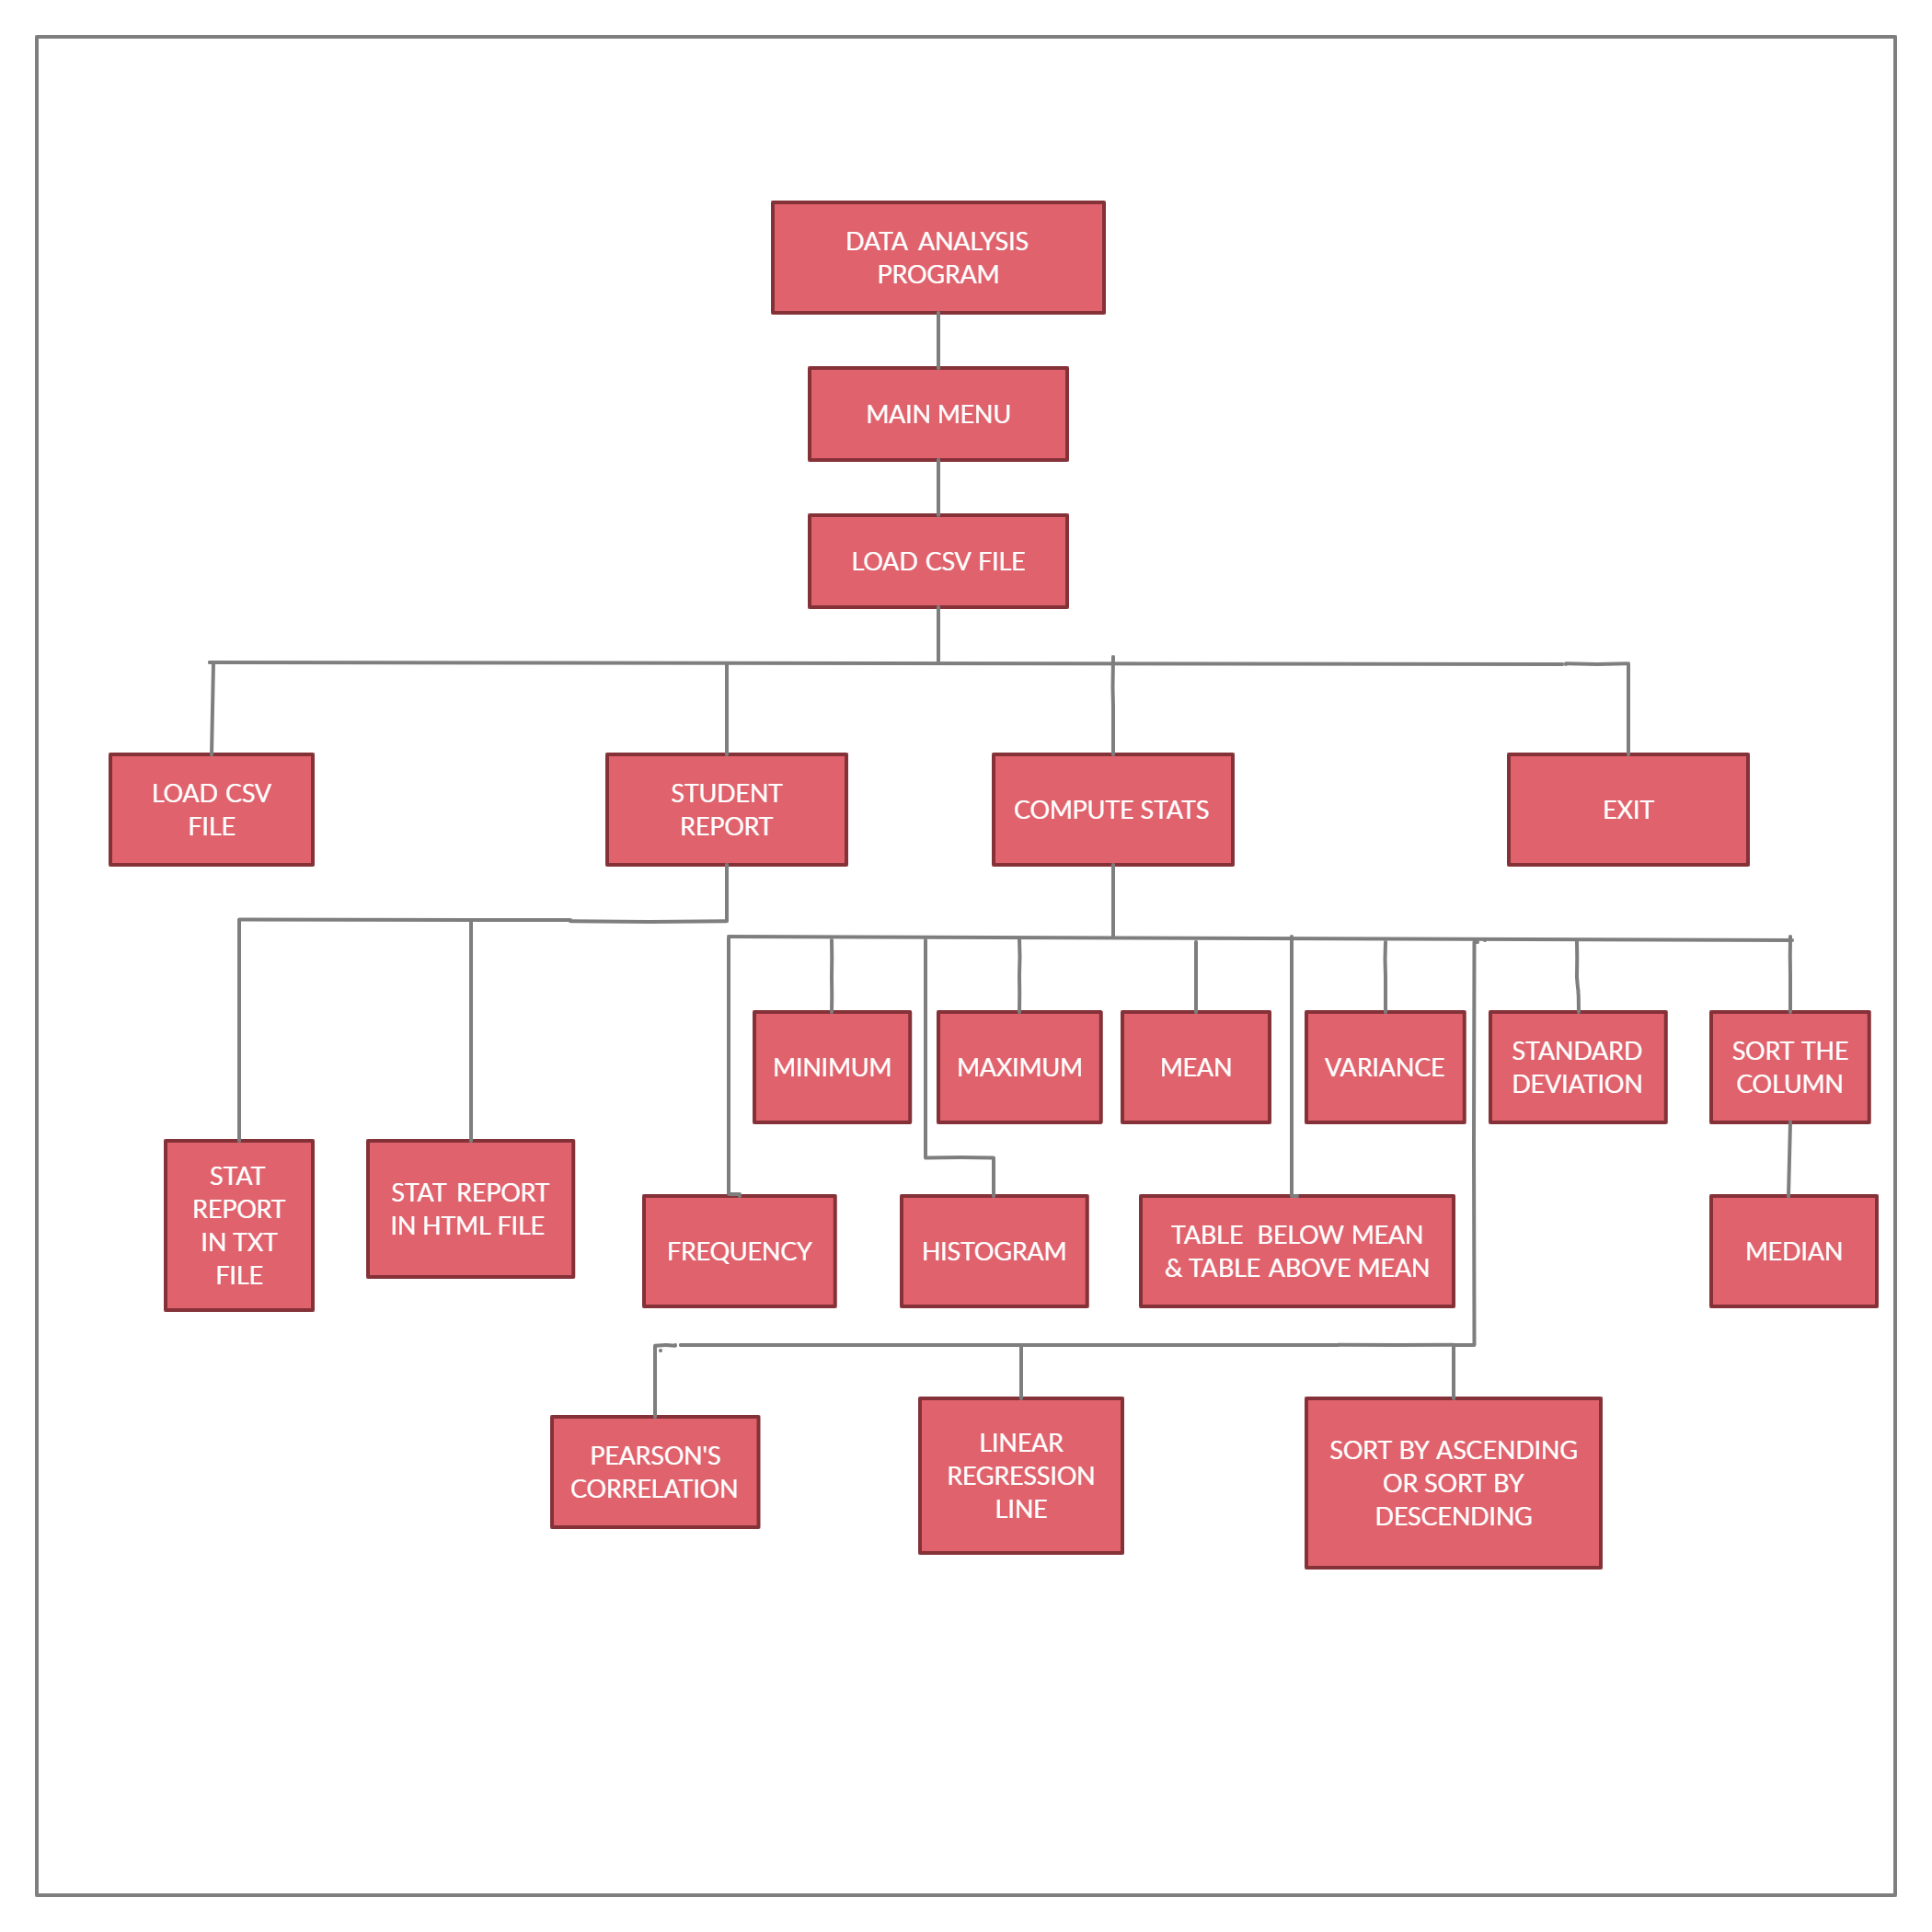 DATA ANALYSIS
PROGRAM
MAIN MENU
LOAD CSV FILE
LOAD CSV
FILE
STUDENT
REPORT
COMPUTE STATS
EXIT
MINIMUM
MAXIMUM
MEAN
VARIANCE
STANDARD
DEVIATION
SORT THE
COLUMN
STAT
REPORT
IN TXT
FILE
STAT REPORT
IN HTML FILE
FREQUENCY
HISTOGRAM
TABLE BELOW MEAN
& TABLE ABOVE MEAN
MEDIAN
PEARSON'S
CORRELATION
LINEAR
REGRESSION
LINE
SORT BY ASCENDING
OR SORT BY
DESCENDING